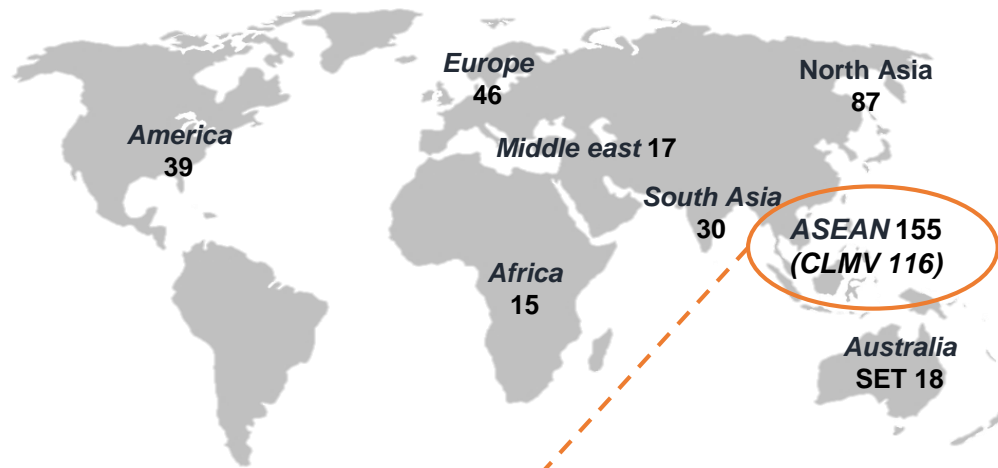 Europe
46
North Asia
87
America
39
Middle east 17
South Asia
30
ASEAN 155
(CLMV 116)
Africa
15
Australia
SET 18